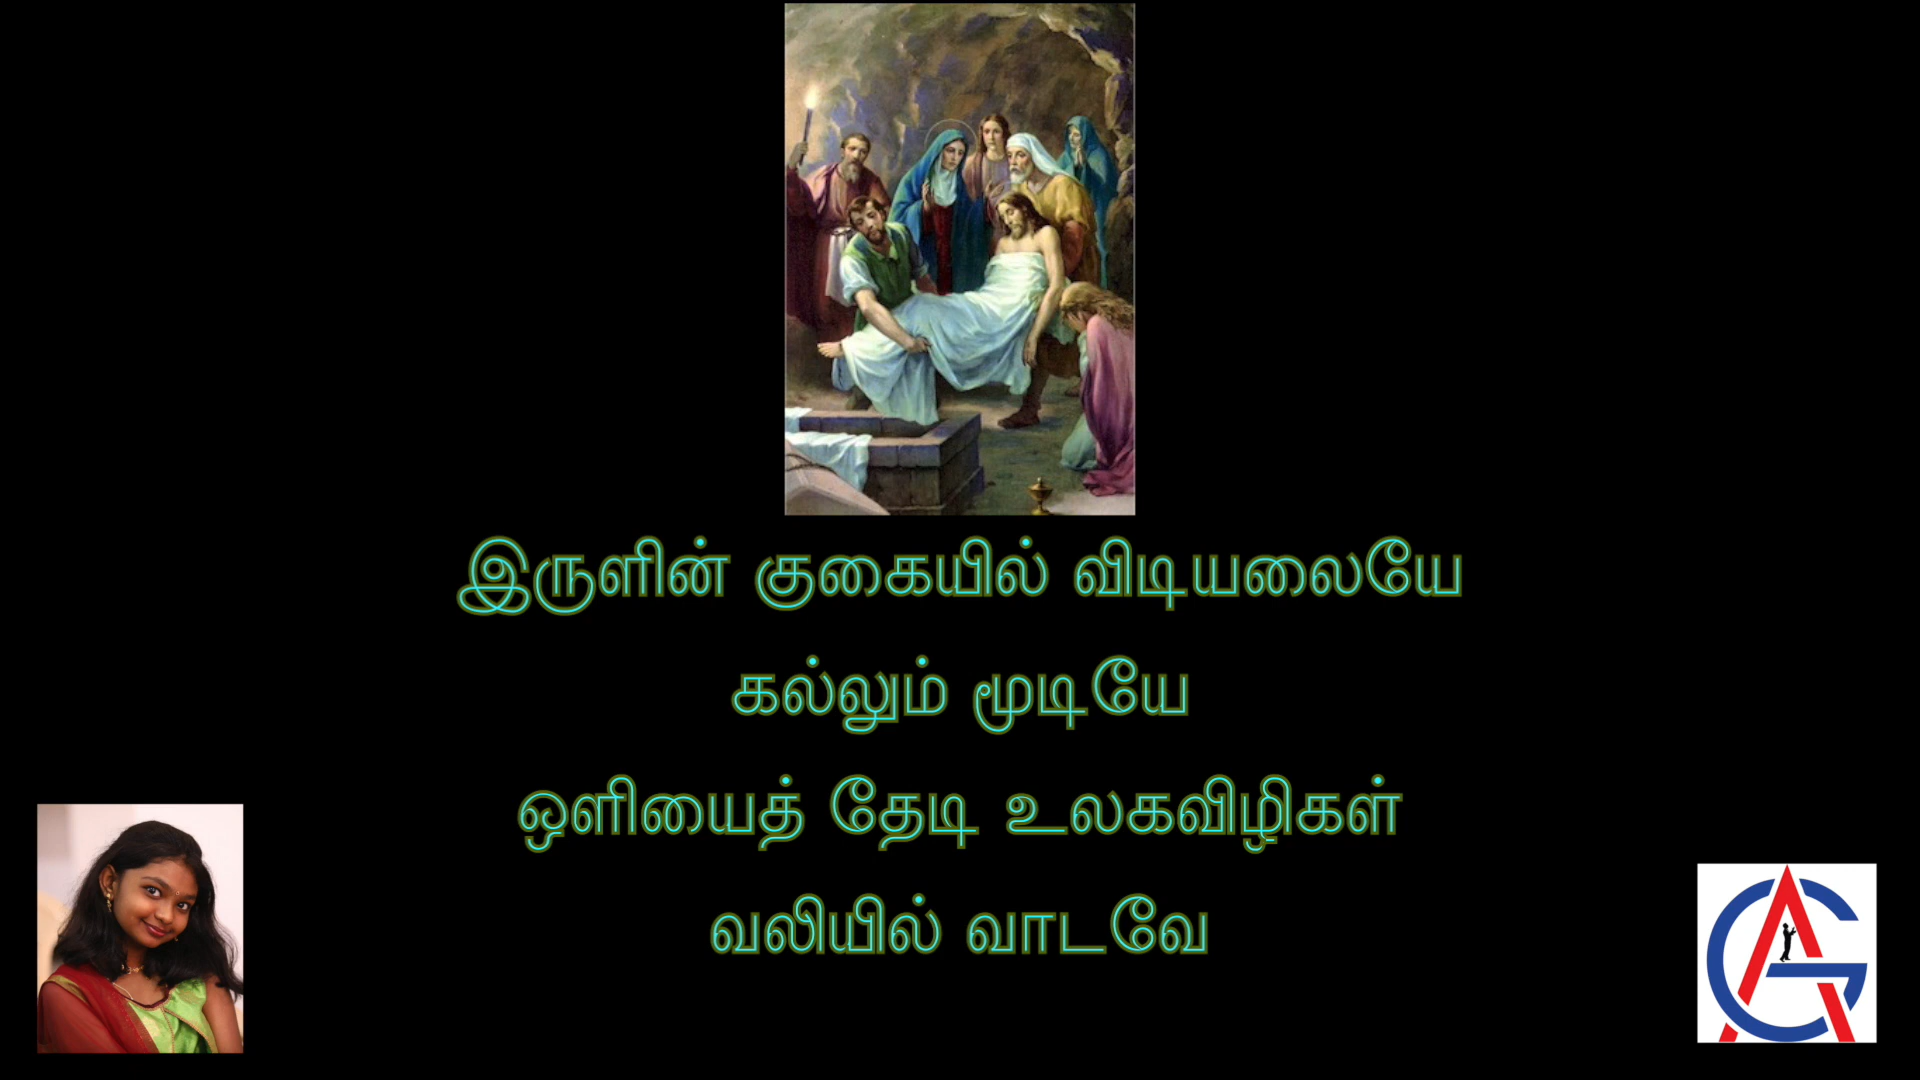 இருளின் குகையில் விடியலையே
கல்லும் மூடியே
ஒளியைத் தேடி உலகவிழிகள்
வலியில் வாடவே